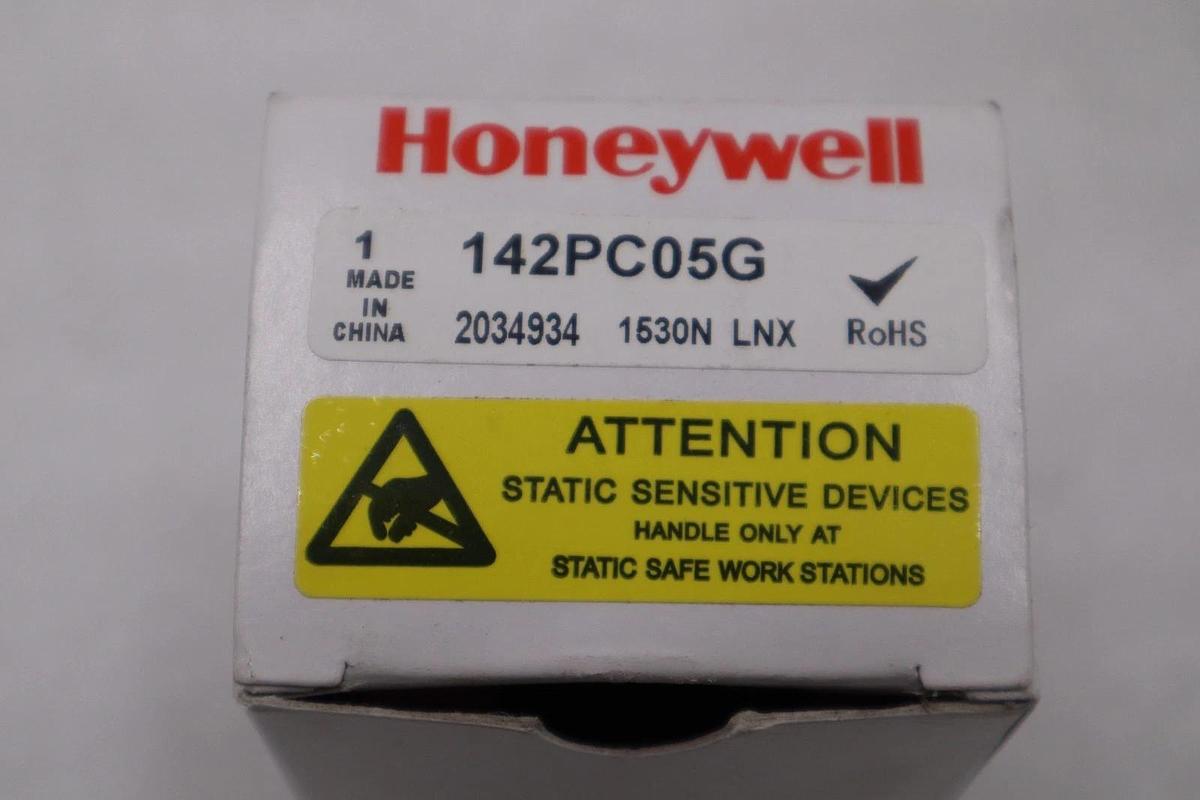 Honeywell
1 142PC05G
MADE
IN
CHINA 2034934 1530N LNX RoHS
ATTENTION
STATIC SENSITIVE DEVICES
HANDLE ONLY AT
STATIC SAFE WORK STATIONS